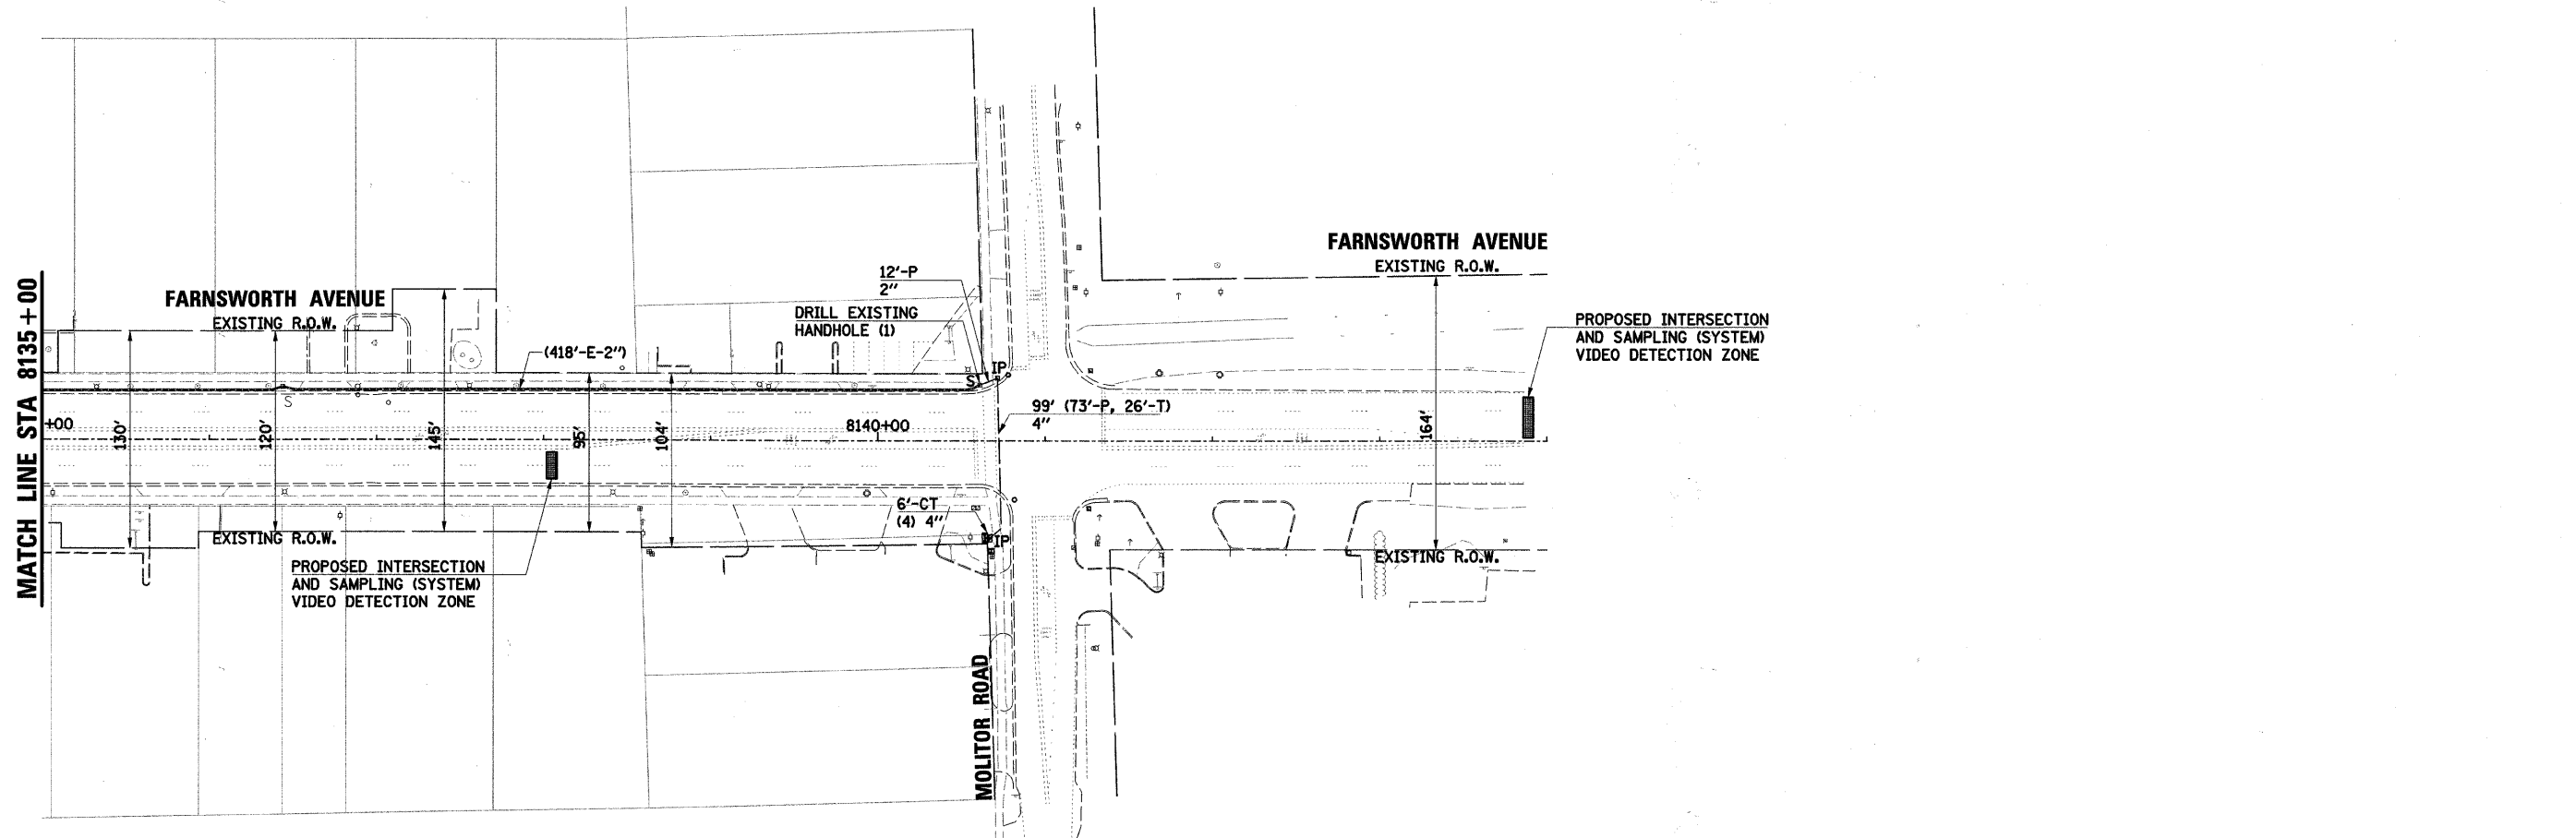 MATCH LINE STA 8135+00
FARNSWORTH AVENUE
EXISTING R.O.W.
(418'-E-2")
12'-P
2"
DRILL EXISTING
HANDHOLE (1)
IP
S
S
99' (73'-P, 26'-T)
4"
+00
130'
120'
145'
95'
104'
8140+00
6'-CT
(4) 4"
IP
EXISTING R.O.W.
PROPOSED INTERSECTION
AND SAMPLING (SYSTEM)
VIDEO DETECTION ZONE
MOLITOR ROAD
FARNSWORTH AVENUE
EXISTING R.O.W.
164'
EXISTING R.O.W.
PROPOSED INTERSECTION
AND SAMPLING (SYSTEM)
VIDEO DETECTION ZONE